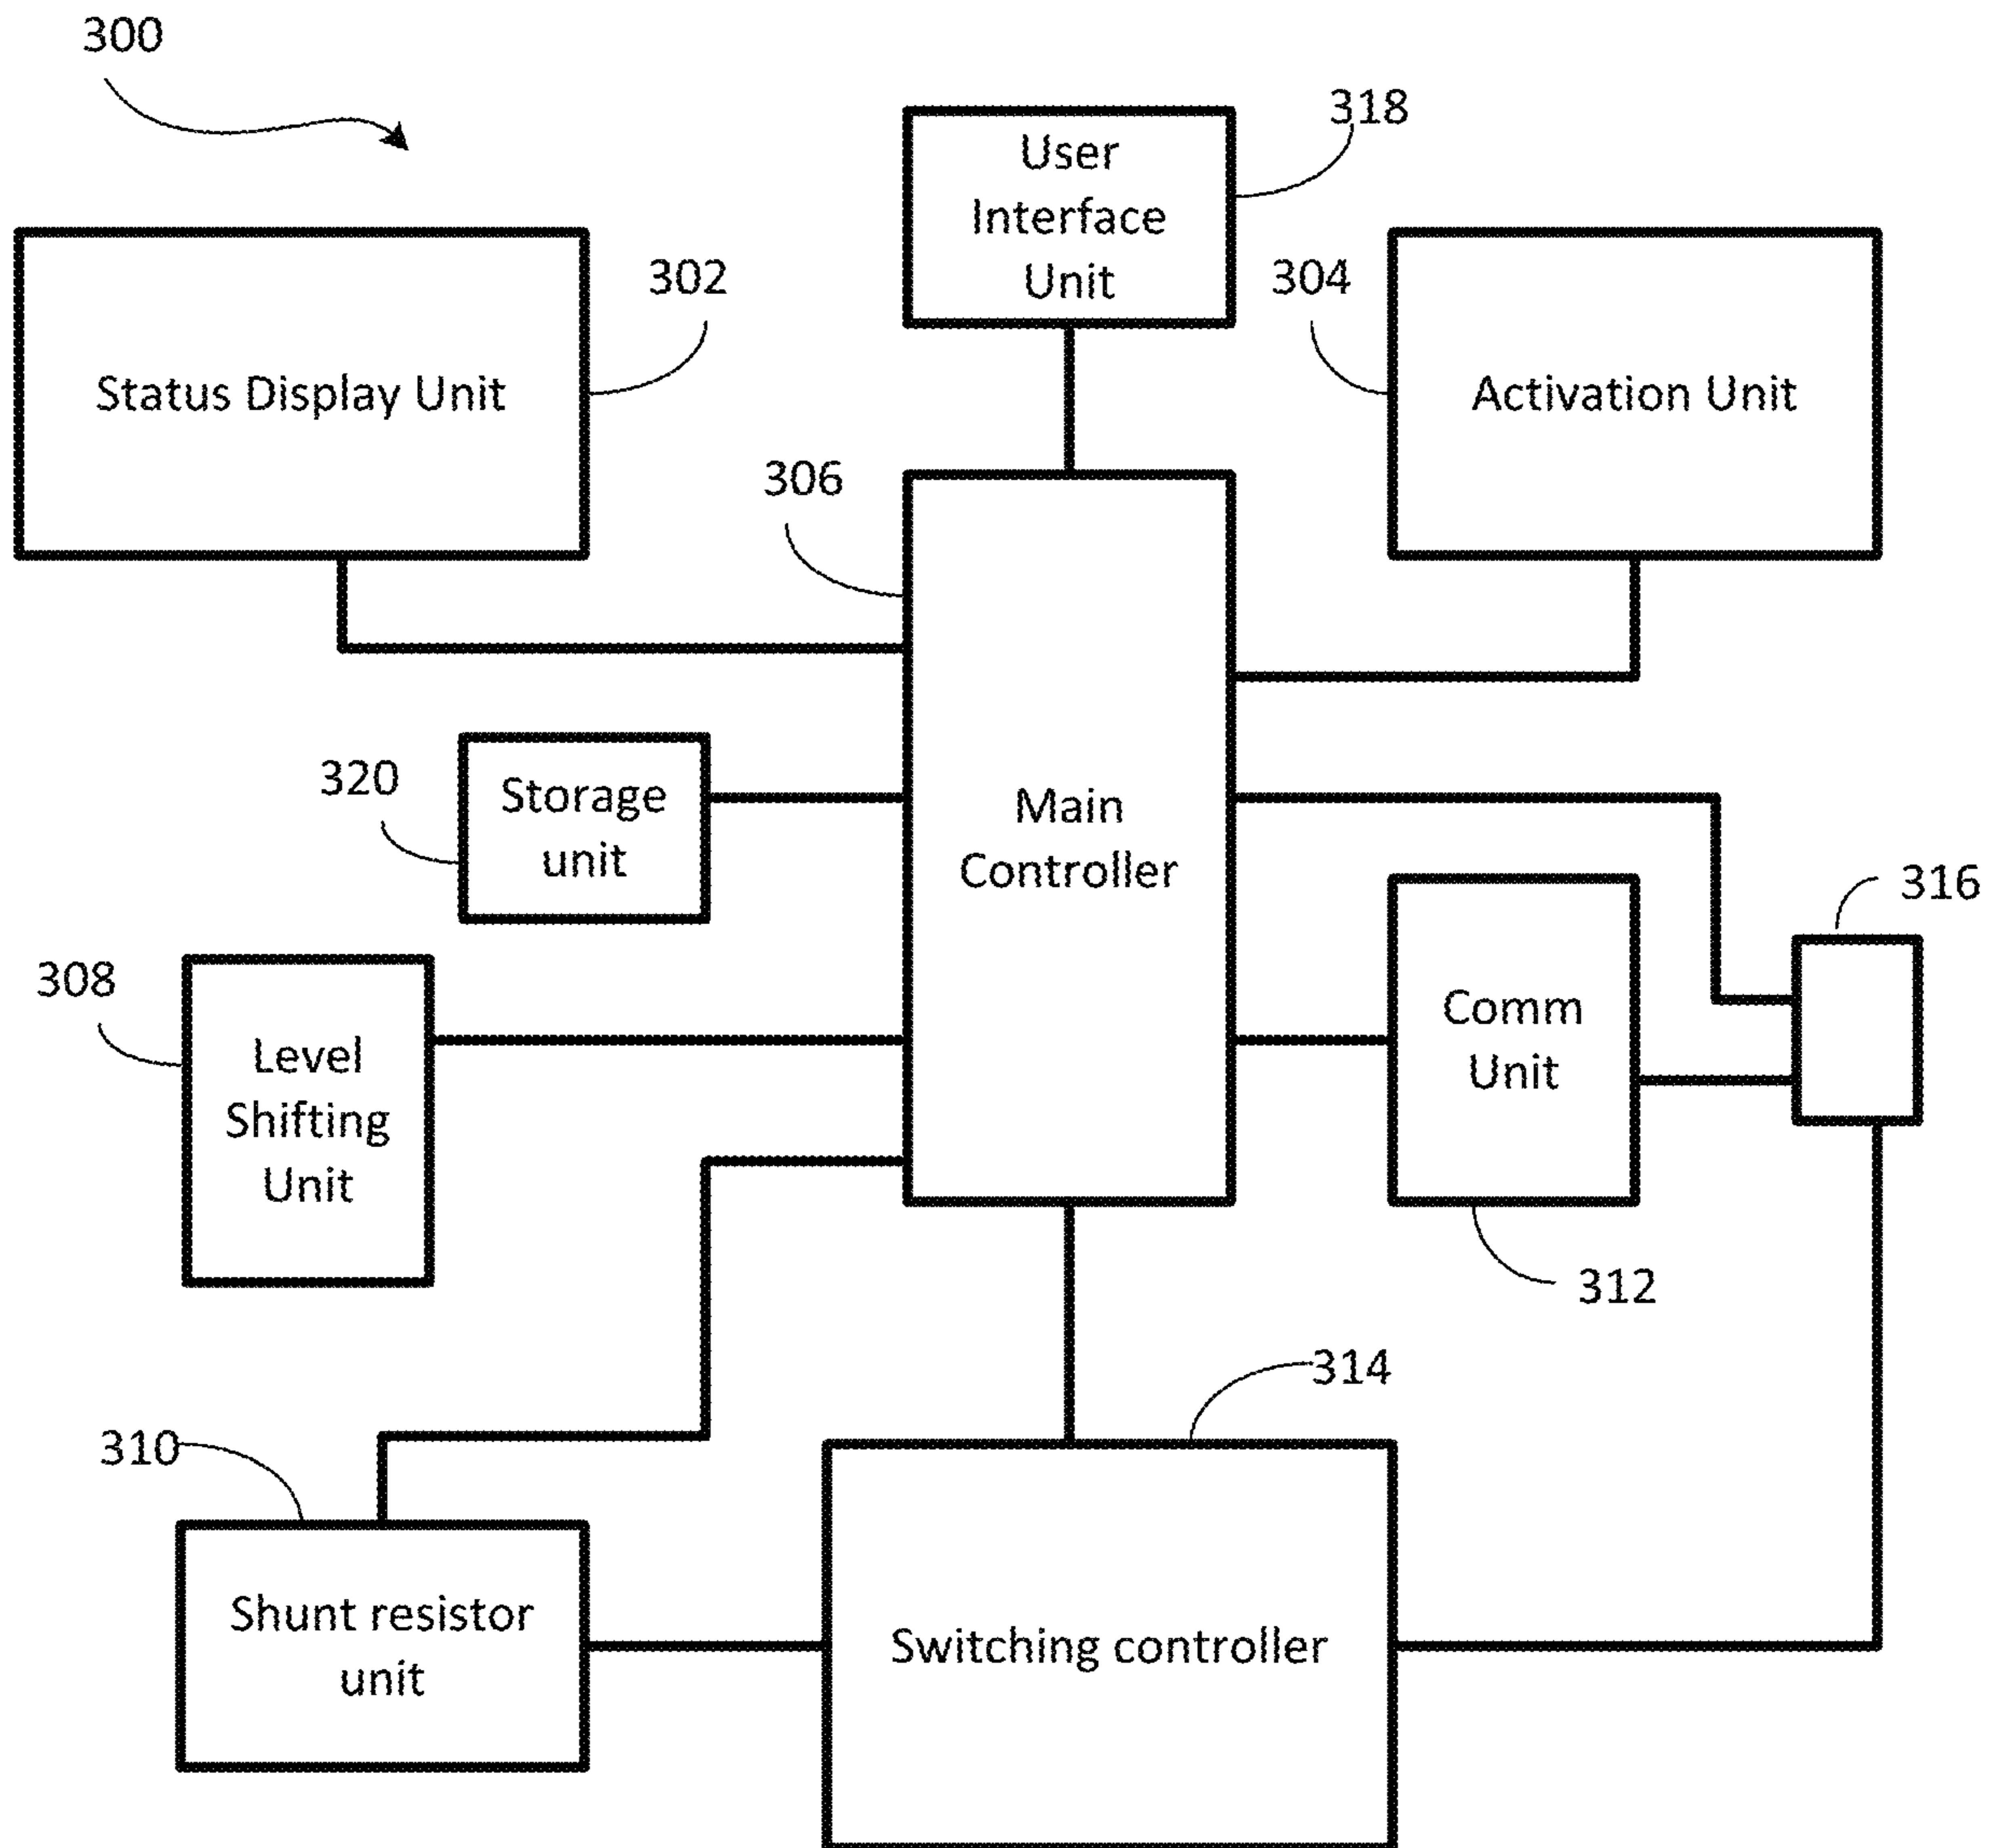 300
318
User
Interface
Unit
302
304
Status Display Unit
Activation Unit
306
320
Storage
unit
Main
Controller
316
308
Level
Shifting
Unit
Comm
Unit
312
314
310
Shunt resistor
unit
Switching controller